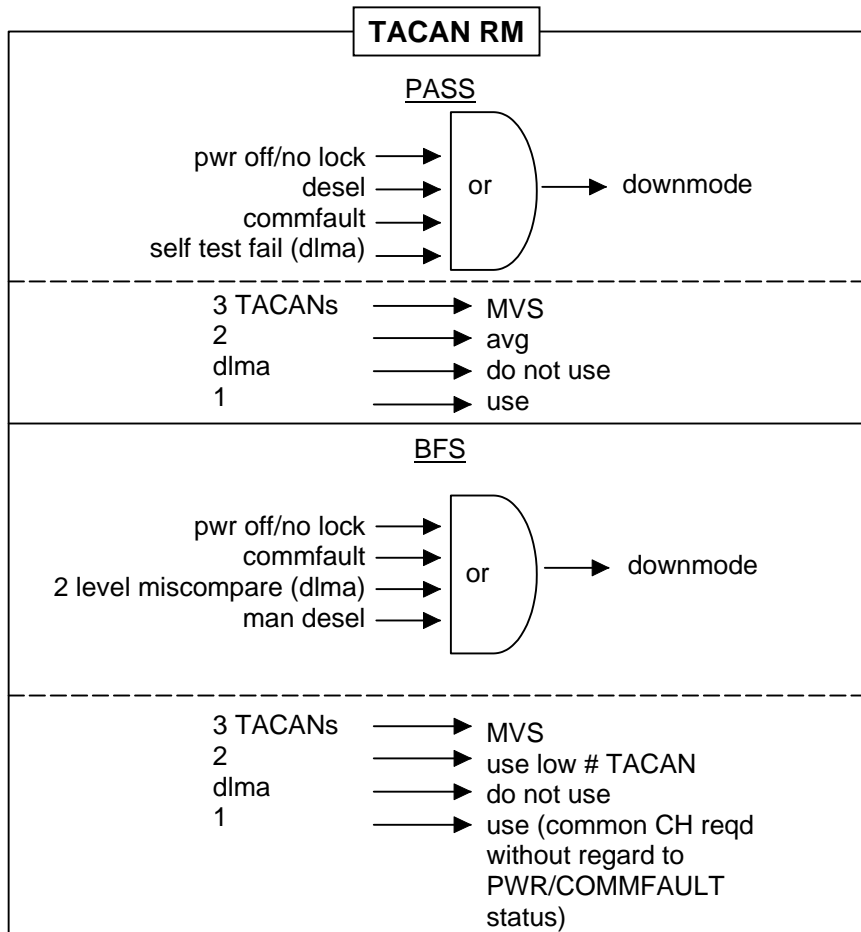 TACAN RM
PASS
pwr off/no lock
desel
commfault
self test fail (dlma)
or
downmode
3 TACANs
MVS
2
avg
dlma
do not use
1
use
BFS
pwr off/no lock
commfault
2 level miscompare (dlma)
man desel
or
downmode
3 TACANs
MVS
2
use low # TACAN
dlma
do not use
1
use (common CH reqd
without regard to
PWR/COMMFAULT
status)